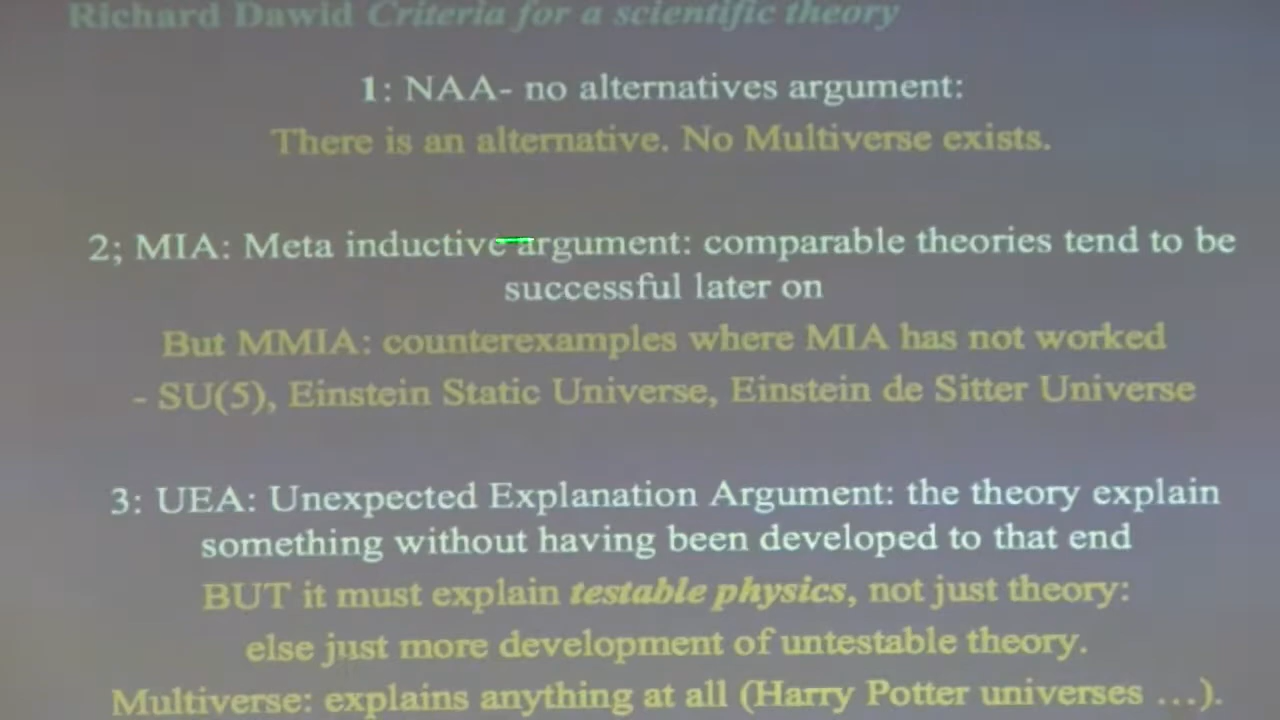 Richard Dawid Criteria for a scientific theory
1: NAA- no alternatives argument:
There is an alternative. No Multiverse exists.
2; MIA: Meta inductive argument: comparable theories tend to be
successful later on
But MMIA: counterexamples where MIA has not worked
- SU(5), Einstein Static Universe, Einstein de Sitter Universe
3: UEA: Unexpected Explanation Argument: the theory explain
something without having been developed to that end
BUT it must explain testable physics, not just theory:
else just more development of untestable theory.
Multiverse: explains anything at all (Harry Potter universes ...).